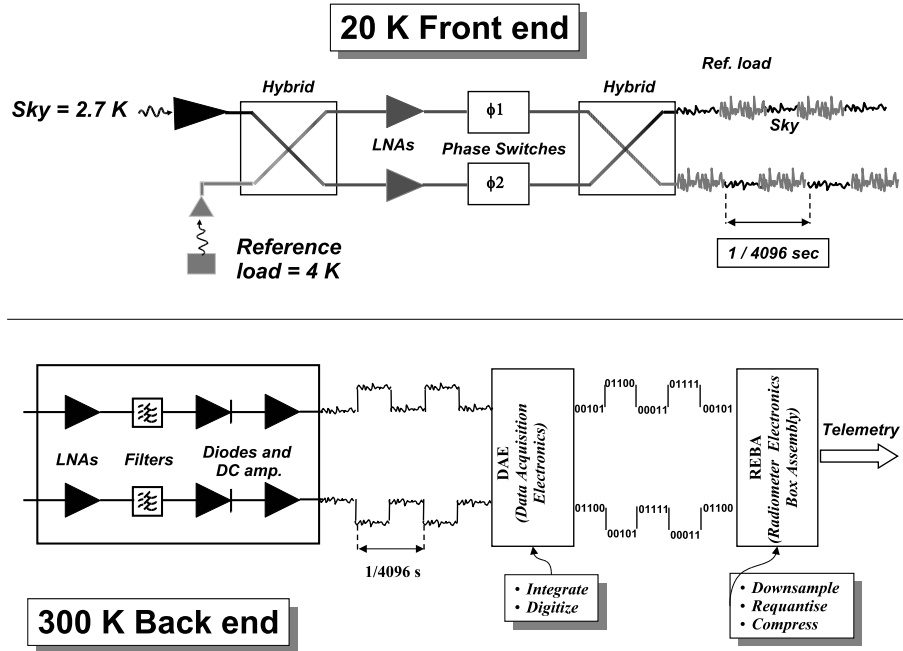 20 K Front end
Ref. load
Hybrid
Hybrid
Sky = 2.7 K
ϕ1
Sky
LNAs
Phase Switches
ϕ2
Reference
load = 4 K
1 / 4096 sec
01100
01111
00101
00011
00101
Telemetry
LNAs
Filters
Diodes and
DC amp.
DAE
(Data Acquisition
Electronics)
REBA
(Radiometer Electronics
Box Assembly)
01100
01111
01100
00101
00011
1/4096 s
• Integrate
• Digitize
• Downsample
• Requantise
• Compress
300 K Back end